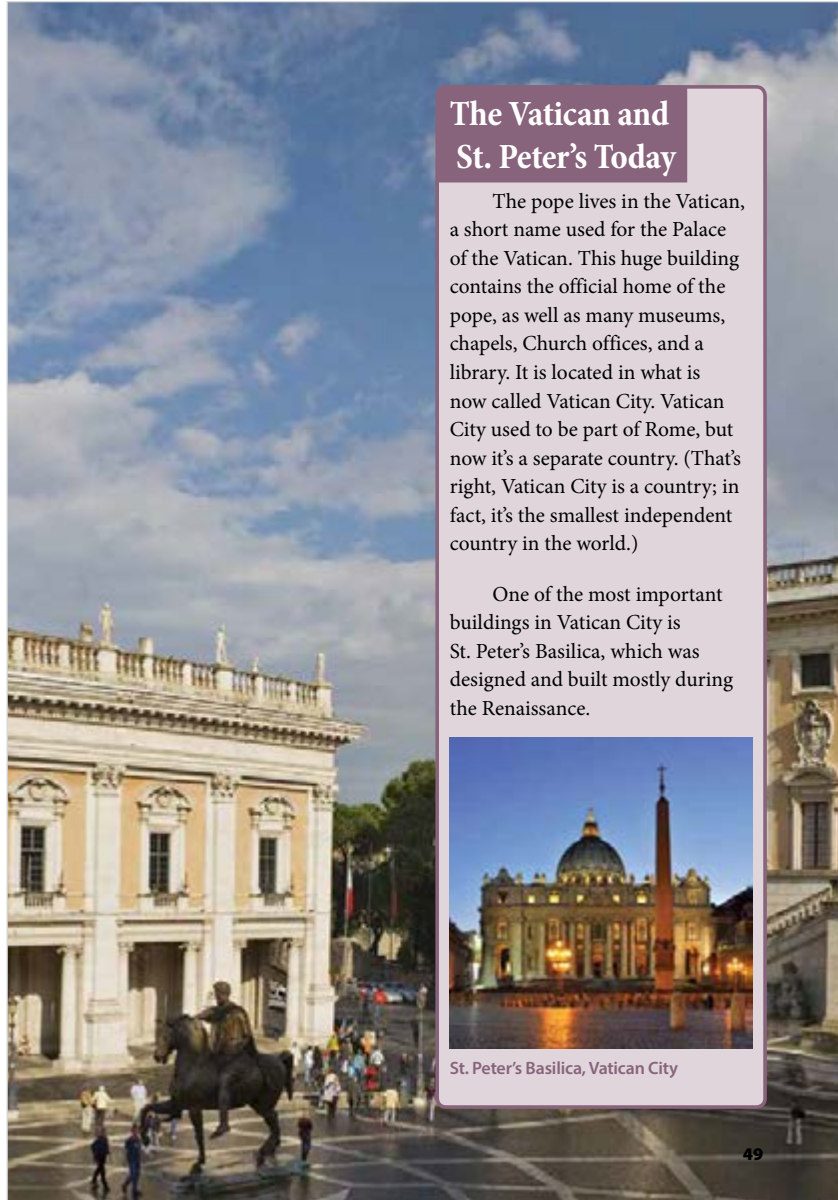 The Vatican and
St. Peter’s Today
The pope lives in the Vatican,
a short name used for the Palace
of the Vatican. This huge building
contains the official home of the
pope, as well as many museums,
chapels, Church offices, and a
library. It is located in what is
now called Vatican City. Vatican
City used to be part of Rome, but
now it’s a separate country. (That’s
right, Vatican City is a country; in
fact, it’s the smallest independent
country in the world.)
One of the most important
buildings in Vatican City is
St. Peter’s Basilica, which was
designed and built mostly during
the Renaissance.
St. Peter’s Basilica, Vatican City
49